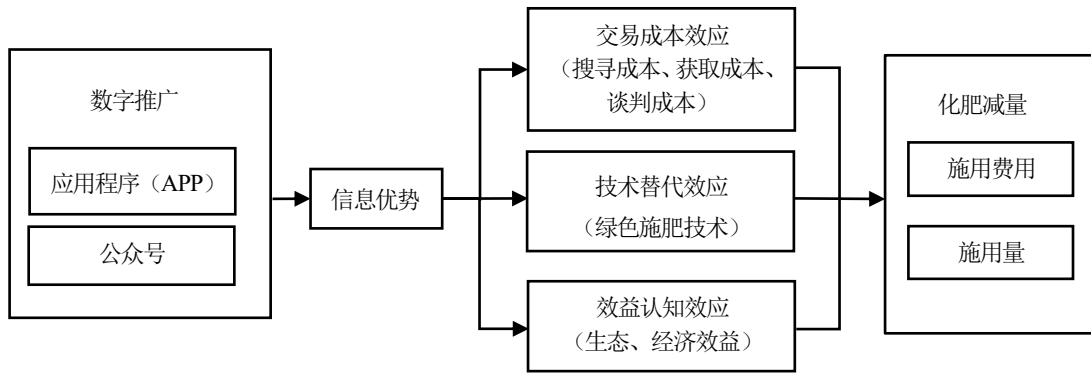 数字推广
应用程序（APP）
公众号
信息优势
交易成本效应
（搜寻成本、获取成本、
谈判成本）
技术替代效应
（绿色施肥技术）
效益认知效应
（生态、经济效益）
化肥减量
施用费用
施用量